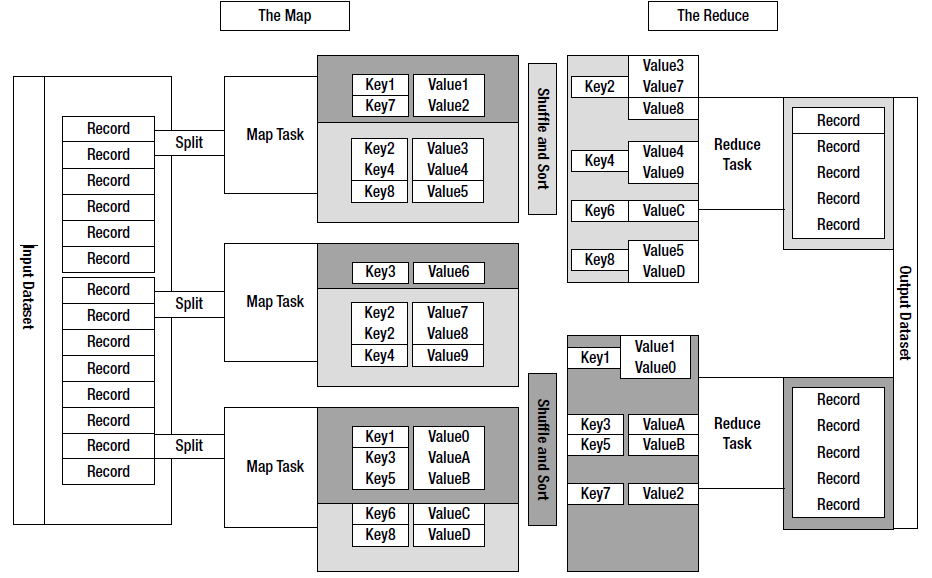 The Map
The Reduce
Input Dataset
Record
Record
Record
Record
Record
Record
Record
Record
Record
Record
Record
Record
Record
Record
Split
Split
Split
Map Task
Map Task
Map Task
Key1 Value1
Key7 Value2
Key2 Value3
Key4 Value4
Key8 Value5
Key3 Value6
Key2 Value7
Key2 Value8
Key4 Value9
Key1 Value0
Key3 ValueA
Key5 ValueB
Key6 ValueC
Key8 ValueD
Shuffle and Sort
Shuffle and Sort
Value3
Key2 Value7
Value8
Key4 Value4
Value9
Key6 ValueC
Key8 Value5
ValueD
Key1 Value1
Value0
Key3 ValueA
Key5 ValueB
Key7 Value2
Reduce
Task
Reduce
Task
Record
Record
Record
Record
Record
Record
Record
Record
Record
Record
Output Dataset